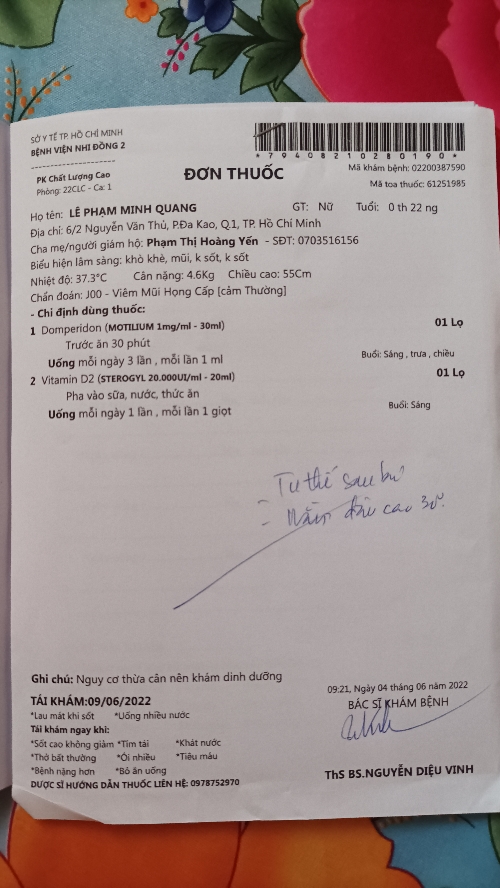 SỞ Y TẾ TP. HỒ CHÍ MINH
BỆNH VIỆN NHI ĐỒNG 2
PK Chất Lượng Cao
Phòng: 22CLC - Ca: 1
ĐƠN THUỐC
*79408210280190*
Mã khám bệnh: 02200387590
Mã toa thuốc: 61251985
Họ tên: LÊ PHẠM MINH QUANG GT: Nữ Tuổi: 0 th 22 ng
Địa chỉ: 6/2 Nguyễn Văn Thủ, P.Đa Kao, Q.1, TP. Hồ Chí Minh
Cha mẹ/người giám hộ: Phạm Thị Hoàng Yến - SĐT: 0703516156
Biểu hiện lâm sàng: khò khè, mũi, k sốt, k sốt
Nhiệt độ: 37.3°C Cân nặng: 4.6Kg Chiều cao: 55Cm
Chẩn đoán: J00 - Viêm Mũi Họng Cấp [cảm Thường]
- Chỉ định dùng thuốc:
1 Domperidon (MOTILIUM 1mg/ml - 30ml) 01 Lọ
Trước ăn 30 phút
Uống mỗi ngày 3 lần , mỗi lần 1 ml Buổi: Sáng , trưa , chiều
2 Vitamin D2 (STEROGYL 20.000UI/ml - 20ml) 01 Lọ
Pha vào sữa, nước, thức ăn
Uống mỗi ngày 1 lần , mỗi lần 1 giọt Buổi: Sáng
Tư thế sau bú
= Nằm đầu cao 30°.
Ghi chú: Nguy cơ thừa cân nên khám dinh dưỡng
09:21, Ngày 04 tháng 06 năm 2022
TÁI KHÁM:09/06/2022
BÁC SĨ KHÁM BỆNH
*Lau mát khi sốt *Uống nhiều nước
Tái khám ngay khi:
*Sốt cao không giảm *Tím tái *Khát nước
*Thở bất thường *Ói nhiều *Tiêu máu
*Bệnh nặng hơn *Bỏ ăn uống
DƯỢC SĨ HƯỚNG DẪN THUỐC LIÊN HỆ: 0978752970
ThS BS.NGUYỄN DIỆU VINH